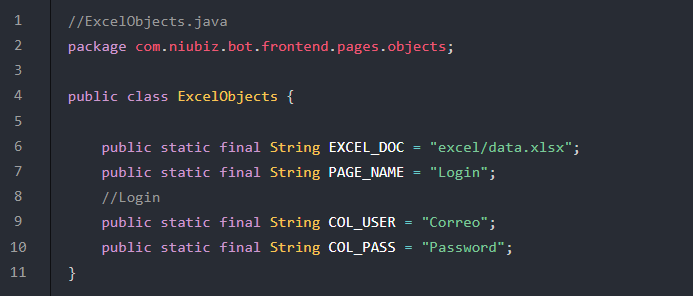 1 //ExcelObjects.java
2 package com.niubiz.bot.frontend.pages.objects;
3
4 public class ExcelObjects {
5
6     public static final String EXCEL_DOC = "excel/data.xlsx";
7     public static final String PAGE_NAME = "Login";
8     //Login
9     public static final String COL_USER = "Correo";
10     public static final String COL_PASS = "Password";
11 }